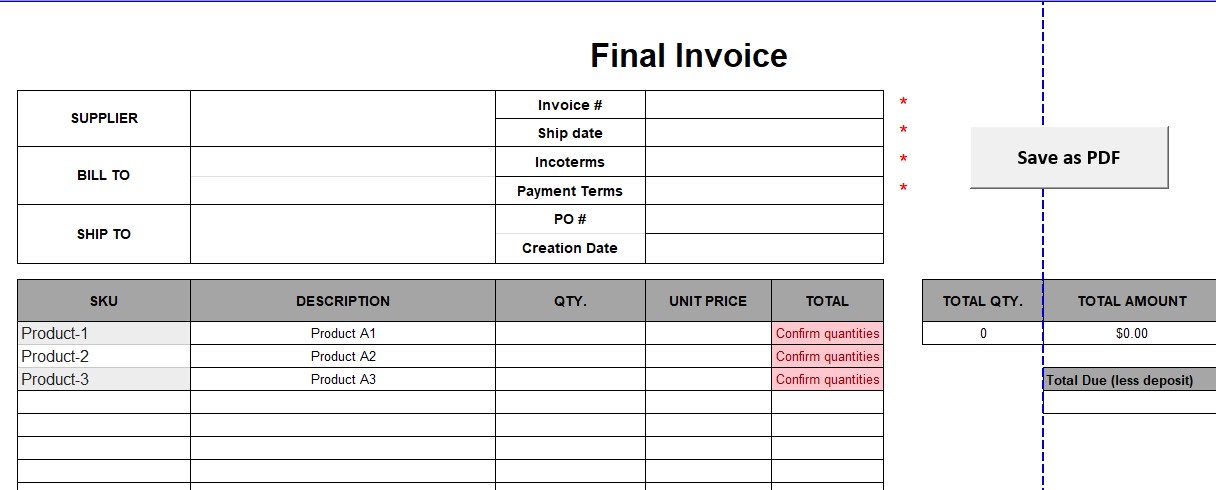 Final Invoice
SUPPLIER
Invoice # *
Ship date *
BILL TO
Incoterms *
Payment Terms *
SHIP TO
PO #
Creation Date
Save as PDF
SKU DESCRIPTION QTY. UNIT PRICE TOTAL
Product-1 Product A1 Confirm quantities
Product-2 Product A2 Confirm quantities
Product-3 Product A3 Confirm quantities
TOTAL QTY. TOTAL AMOUNT
0 $0.00
Total Due (less deposit)